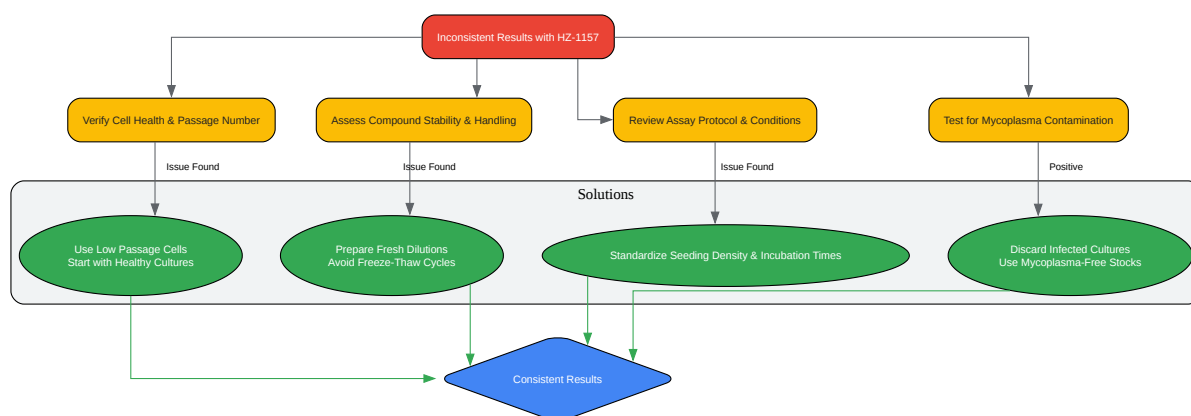 Inconsistent Results with HZ-1157
Verify Cell Health & Passage Number
Assess Compound Stability & Handling
Review Assay Protocol & Conditions
Test for Mycoplasma Contamination
Issue Found
Issue Found
Issue Found
Positive
Solutions
Use Low Passage Cells
Start with Healthy Cultures
Prepare Fresh Dilutions
Avoid Freeze-Thaw Cycles
Standardize Seeding Density & Incubation Times
Discard Infected Cultures
Use Mycoplasma-Free Stocks
Consistent Results